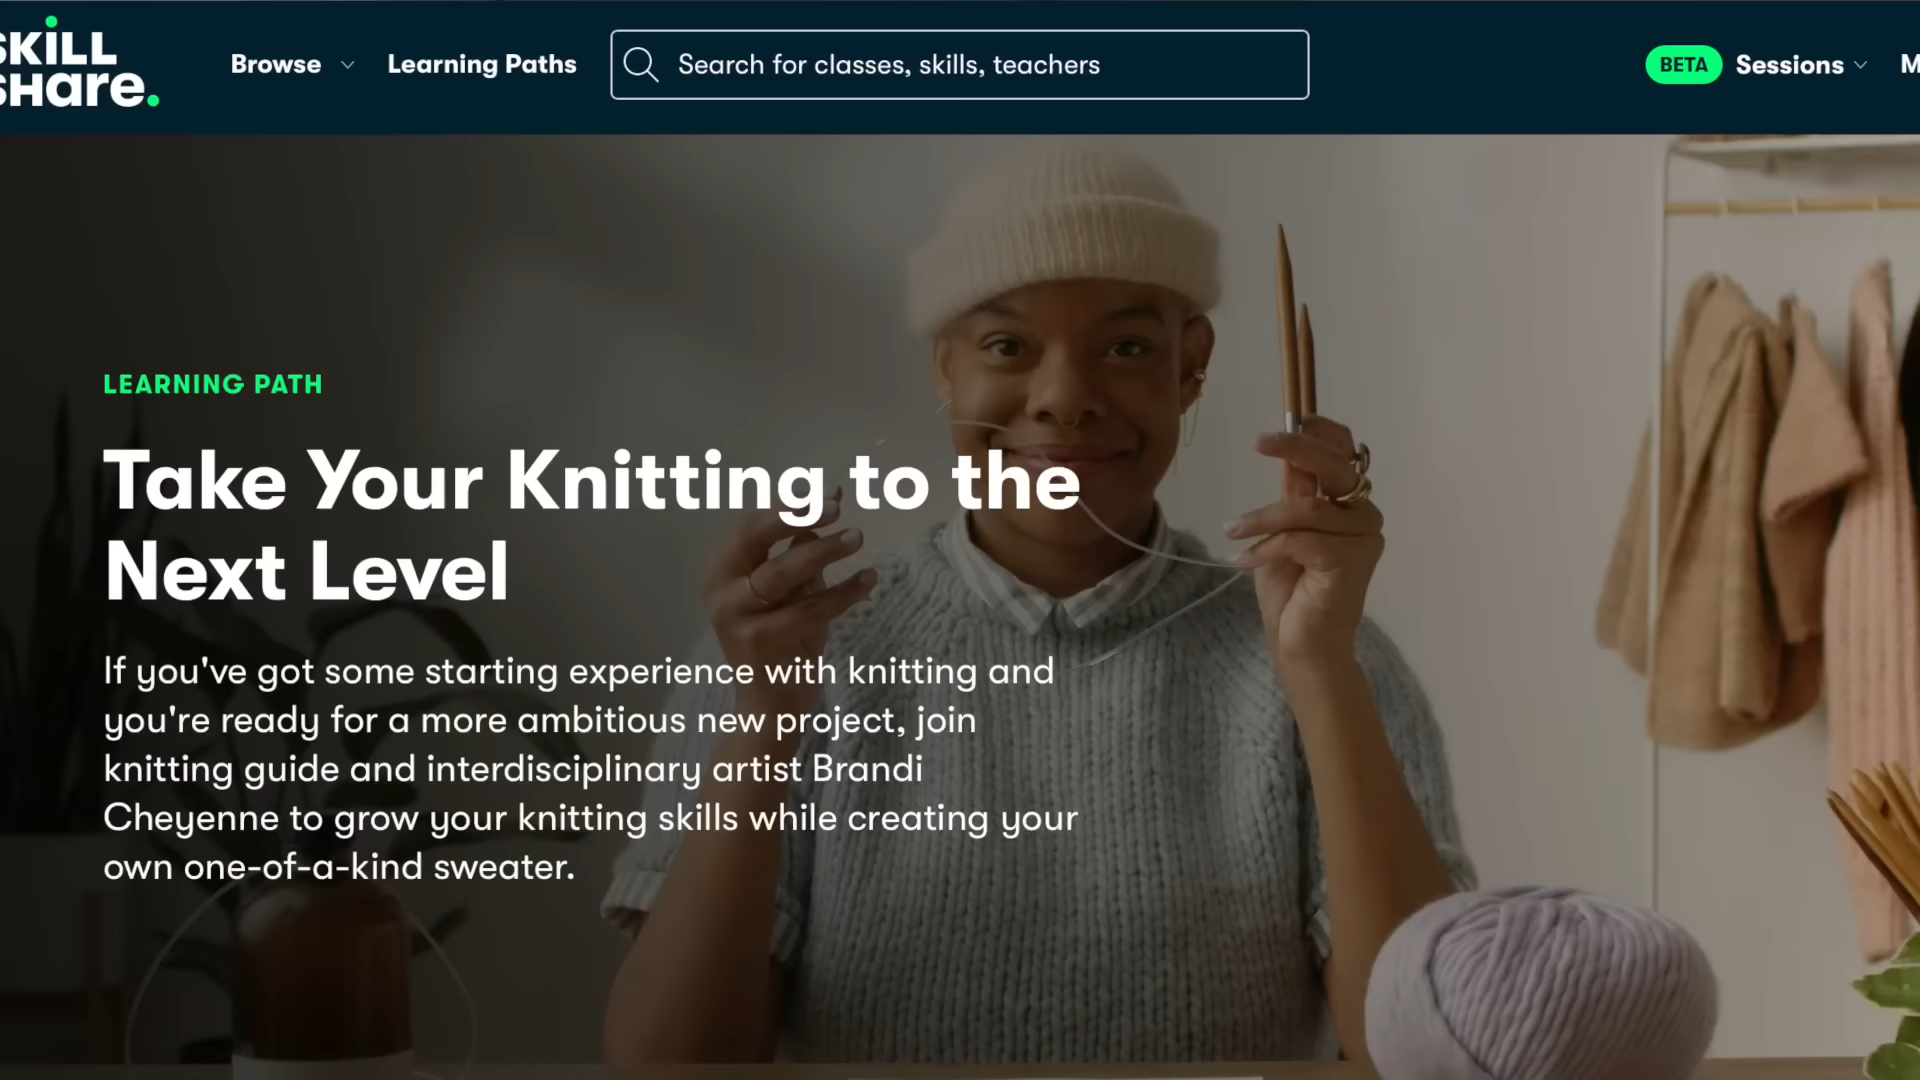 SKiLL
SHare.
Browse
Learning Paths
Search for classes, skills, teachers
BETA
Sessions
LEARNING PATH
Take Your Knitting to the
Next Level
If you've got some starting experience with knitting and
you're ready for a more ambitious new project, join
knitting guide and interdisciplinary artist Brandi
Cheyenne to grow your knitting skills while creating your
own one-of-a-kind sweater.